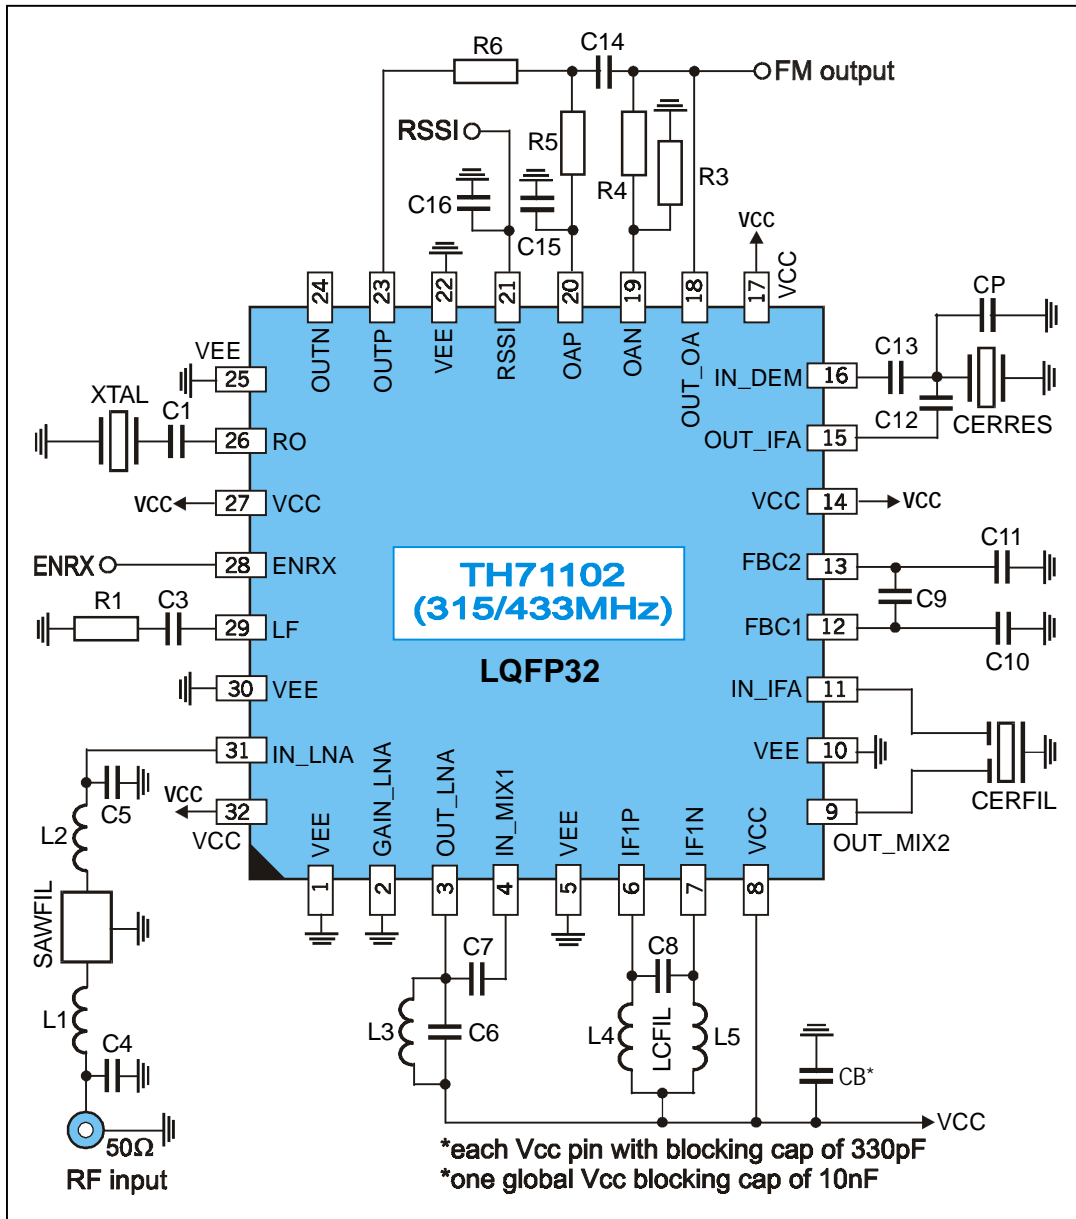 C14
R6
FM output
RSSI
R5
R4
R3
C16
C15
VCC
VCC
24
23
22
21
20
19
18
17
OUTN
OUTP
VEE
RSSI
OAP
OAN
OUT_OA
CP
VEE
25
IN_DEM
16
C13
XTAL
C1
C12
CERRES
26
RO
OUT_IFA
15
VCC
27
VCC
VCC
14
VCC
ENRX
28
ENRX
FBC2
13
C11
TH71102
(315/433MHz)
C9
R1
C3
29
LF
FBC1
12
C10
LQFP32
30
VEE
IN_IFA
11
31
IN_LNA
VEE
10
CERFIL
C5
VCC
32
VCC
9
OUT_MIX2
L2
VEE
GAIN_LNA
OUT_LNA
IN_MIX1
VEE
IF1P
IF1N
VCC
1
2
3
4
5
6
7
8
SAWFIL
C7
C8
L1
L3
C6
L4
LCFIL
L5
C4
CB*
VCC
50Ω
RF input
*each Vcc pin with blocking cap of 330pF
*one global Vcc blocking cap of 10nF